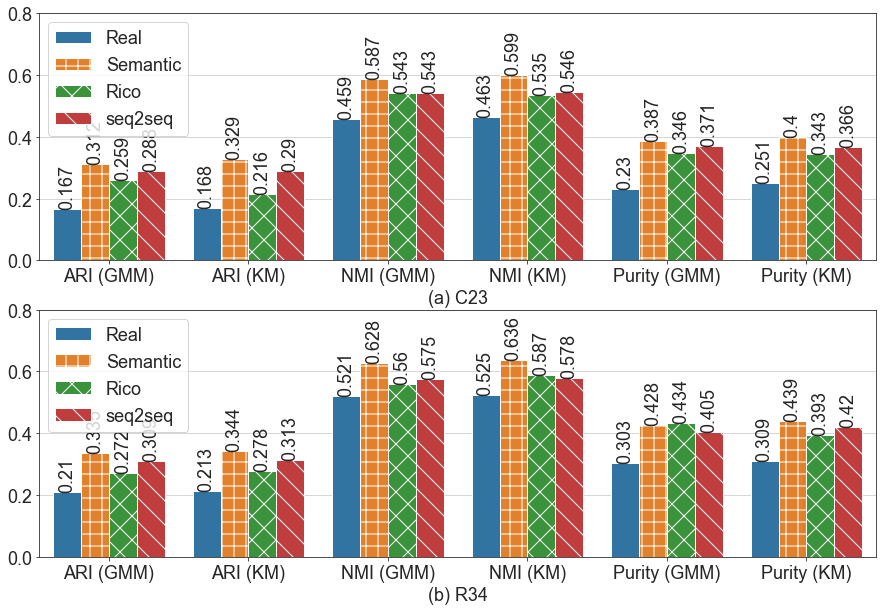 0.8
0.6
0.4
0.2
0.0
Real
Semantic
Rico
seq2seq
0.167
0.312
0.259
0.288
0.168
0.329
0.216
0.29
0.459
0.587
0.543
0.543
0.463
0.599
0.535
0.546
0.23
0.387
0.346
0.371
0.251
0.4
0.343
0.366
ARI (GMM)
ARI (KM)
NMI (GMM)
NMI (KM)
Purity (GMM)
Purity (KM)
(a) C23
0.8
0.6
0.4
0.2
0.0
Real
Semantic
Rico
seq2seq
0.21
0.272
0.213
0.344
0.278
0.313
0.521
0.628
0.56
0.575
0.525
0.636
0.587
0.578
0.303
0.428
0.434
0.405
0.309
0.439
0.393
0.42
ARI (GMM)
ARI (KM)
NMI (GMM)
NMI (KM)
Purity (GMM)
Purity (KM)
(b) R34